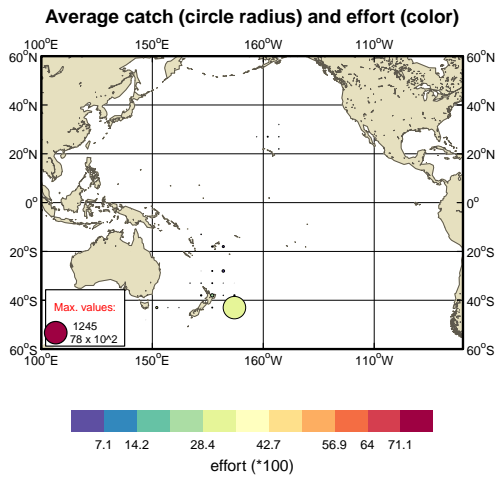 Average catch (circle radius) and effort (color)
100°E 150°E 160°W 110°W
60°N 60°N
40°N 40°N
20°N 20°N
0° 0°
20°S 20°S
40°S 40°S
Max. values:
1245
78 x 10^2
60°S 60°S
100°E 150°E 160°W 110°W
7.1 14.2 28.4 42.7 56.9 64 71.1
effort (*100)